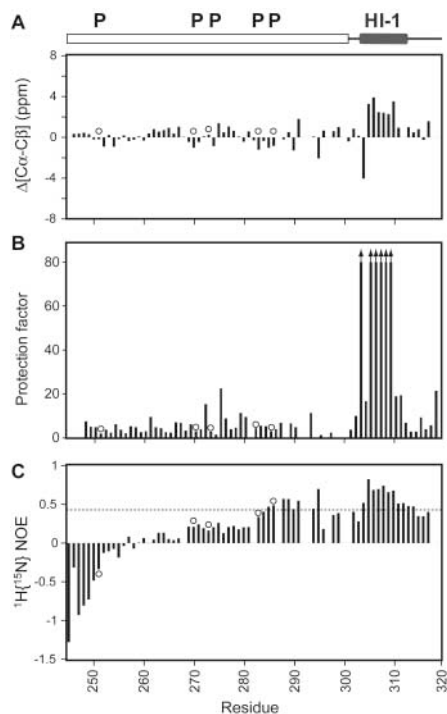 A
P P P P P HI-1
Δ[Cα-Cβ] (ppm)
8
4
0
-4
-8
B
Protection factor
80
60
40
20
0
C
¹H{¹⁵N} NOE
1
0.5
0
-0.5
-1
-1.5
250 260 270 280 290 300 310 320
Residue